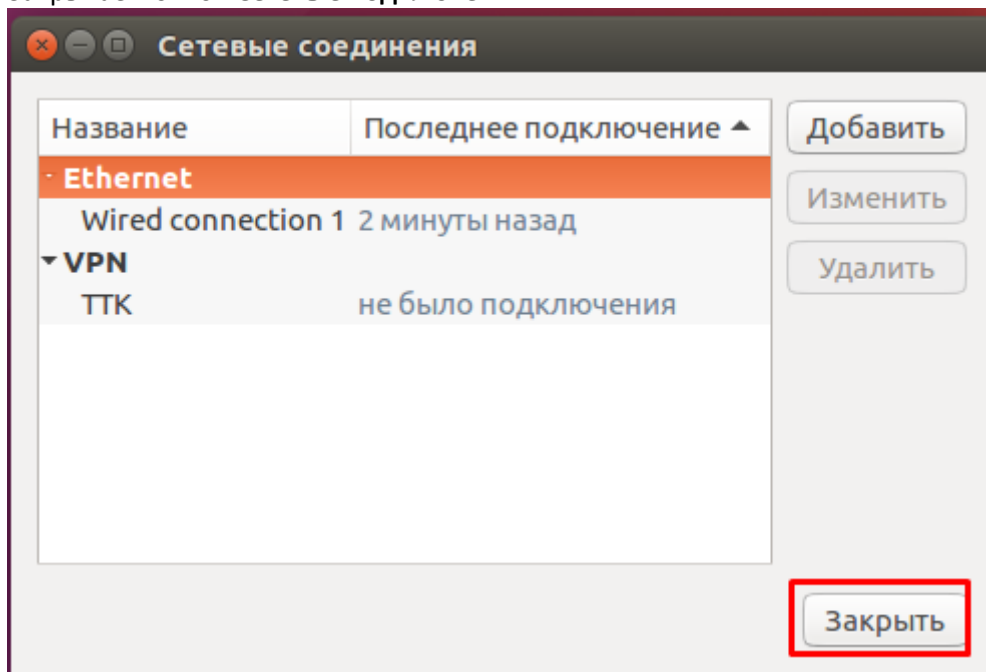 Сетевые соединения
Название Последнее подключение Добавить
Ethernet
Изменить
Wired connection 1 2 минуты назад
VPN
Удалить
ТТК не было подключения
Закрыть